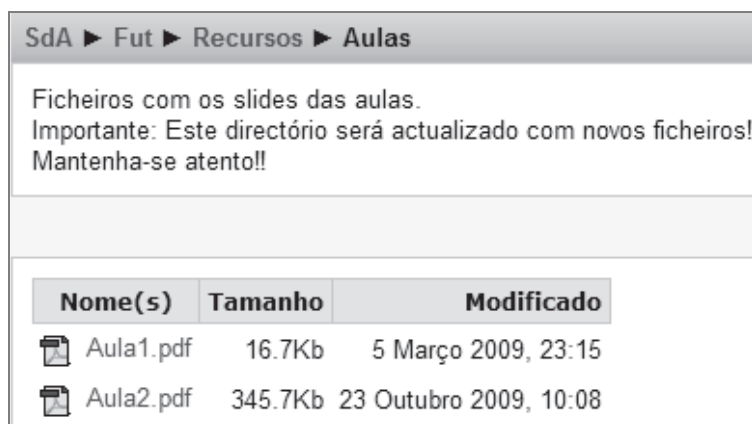 SdA ► Fut ► Recursos ► Aulas
Ficheiros com os slides das aulas.
Importante: Este directório será actualizado com novos ficheiros!
Mantenha-se atento!!
Nome(s) Tamanho Modificado
Aula1.pdf 16.7Kb 5 Março 2009, 23:15
Aula2.pdf 345.7Kb 23 Outubro 2009, 10:08